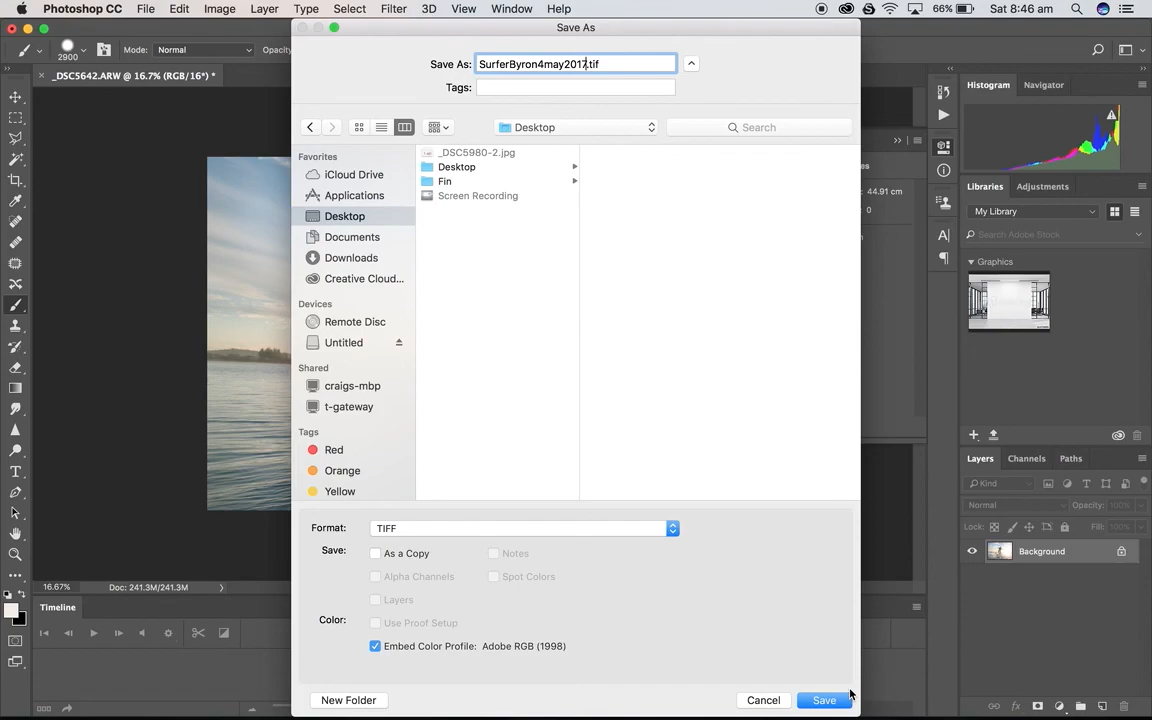 Photoshop CC File Edit Image Layer Type Select Filter 3D View Window Help 66% Sat 8:46 am
Save As
2900 Mode: Normal Opacity
Save As: SurferByron4may2017.tif
Tags:
_DSC5642.ARW @ 16.7% (RGB/16*) *
Histogram Navigator
Desktop
Search
Favorites
iCloud Drive
Applications
Desktop
Documents
Downloads
Creative Cloud...
Devices
Remote Disc
Untitled
Shared
craigs-mbp
t-gateway
Tags
Red
Orange
Yellow
_DSC5980-2.jpg
Desktop
Fin
Screen Recording
44.91 cm
0
Libraries Adjustments
My Library
Search Adobe Stock
Graphics
Layers Channels Paths
Kind
Normal Opacity: 100%
Lock: Fill: 100%
Background
Format: TIFF
Save: As a Copy Notes
Alpha Channels Spot Colors
Layers
Color: Use Proof Setup
Embed Color Profile: Adobe RGB (1998)
New Folder Cancel Save
16.67% Doc: 241.3M/241.3M
Timeline